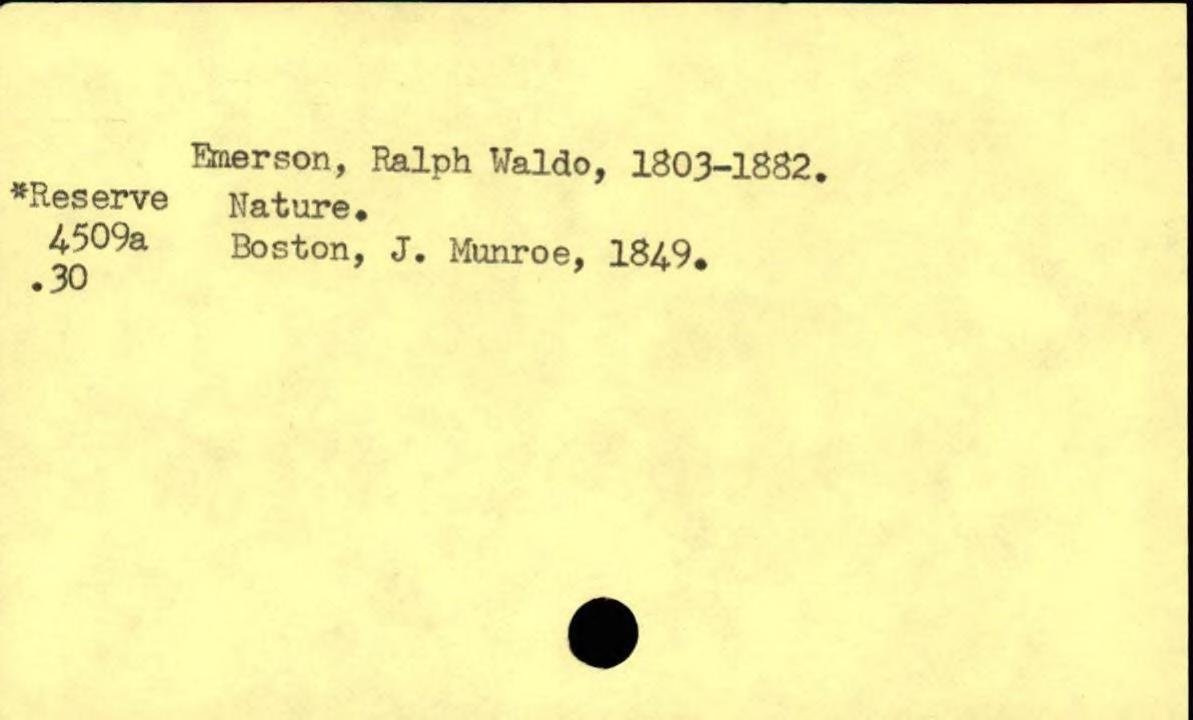 Emerson, Ralph Waldo, 1803-1882.
*Reserve Nature.
4509a Boston, J. Munroe, 1849.
.30